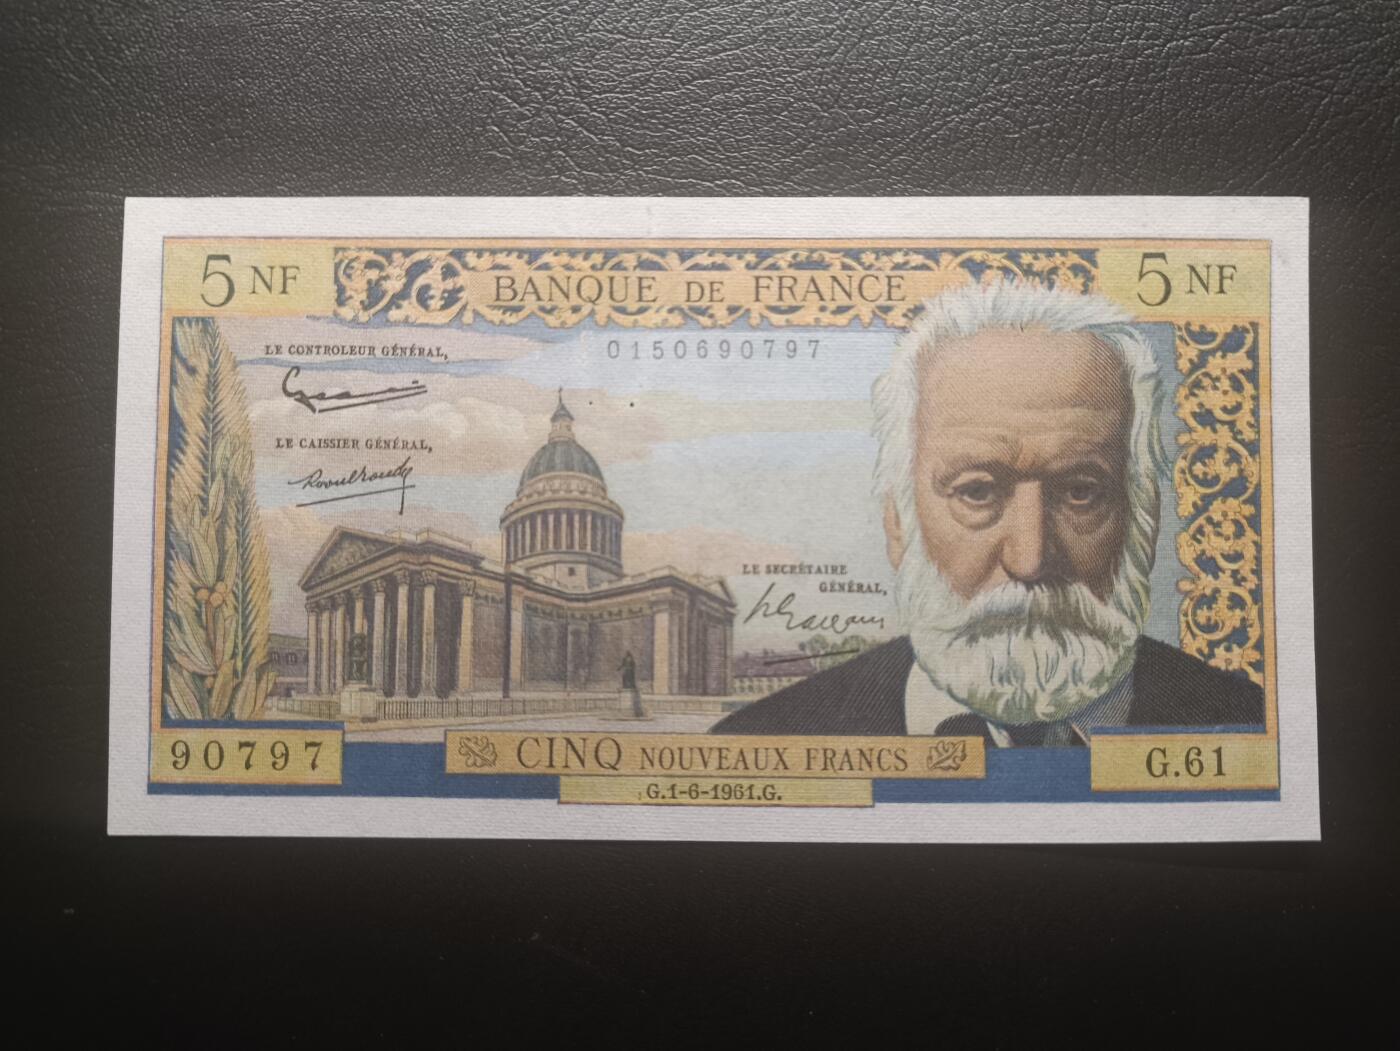 5 NF
BANQUE DE FRANCE
5 NF
LE CONTROLEUR GÉNÉRAL,
0150690797
LE CAISSIER GÉNÉRAL,
LE SECRÉTAIRE
GÉNÉRAL,
90797
CINQ NOUVEAUX FRANCS
G.61
G.1-6-1961.G.